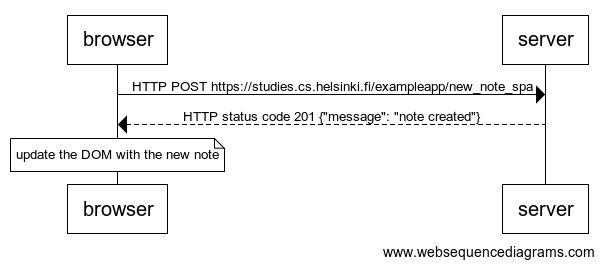 browser server
HTTP POST https://studies.cs.helsinki.fi/exampleapp/new_note_spa
HTTP status code 201 {"message": "note created"}
update the DOM with the new note
browser server
www.websequencediagrams.com